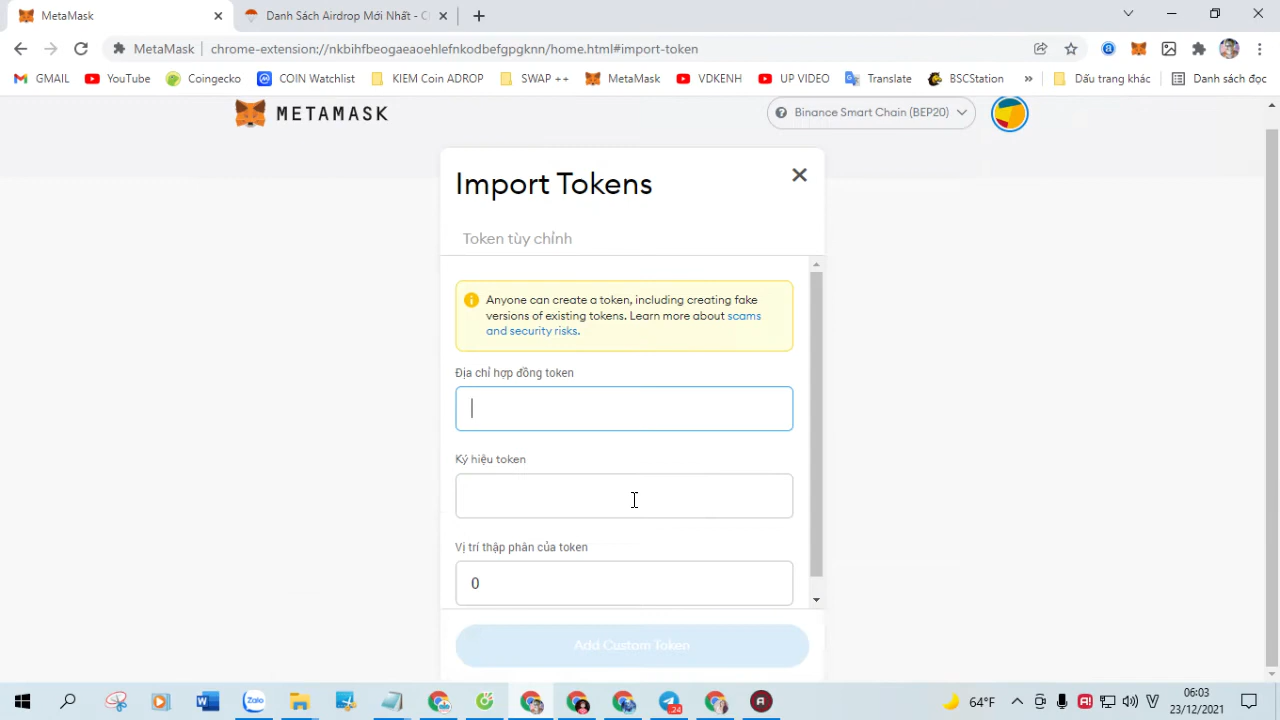 MetaMask
Danh Sách Airdrop Mới Nhất - C
MetaMask
chrome-extension://nkbihfbeogaeaoehlefnkodbefgpgknn/home.html#import-token
GMAIL
YouTube
Coingecko
COIN Watchlist
KIEM Coin ADROP
SWAP ++
MetaMask
VDKENH
UP VIDEO
Translate
BSCStation
»
Dấu trang khác
Danh sách đọc
METAMASK
Binance Smart Chain (BEP20)
Import Tokens
Token tùy chỉnh
Anyone can create a token, including creating fake
versions of existing tokens. Learn more about scams
and security risks.
Địa chỉ hợp đồng token
Ký hiệu token
Vị trí thập phân của token
0
Add Custom Token
Zalo
24
64°F
06:03
23/12/2021